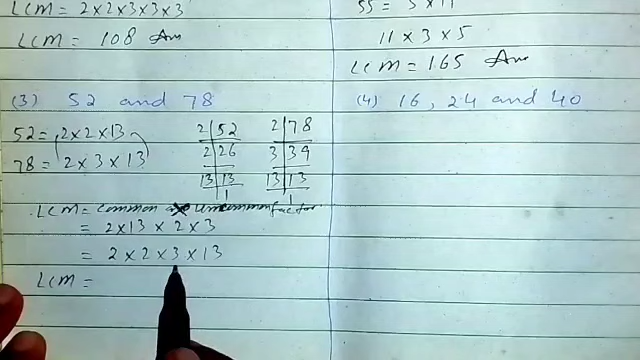 LCM = 2×2×3×3×3
LCM = 108 Ans
55 = 5×11
11×3×5
LCM = 165 Ans
(3) 52 and 78
52 = 2×2×13
78 = 2×3×13
2|52
2|26
13|13
1
2|78
3|39
13|13
1
LCM = common × uncommon factor
= 2×13×2×3
= 2×2×3×13
LCM =
(4) 16, 24 and 40